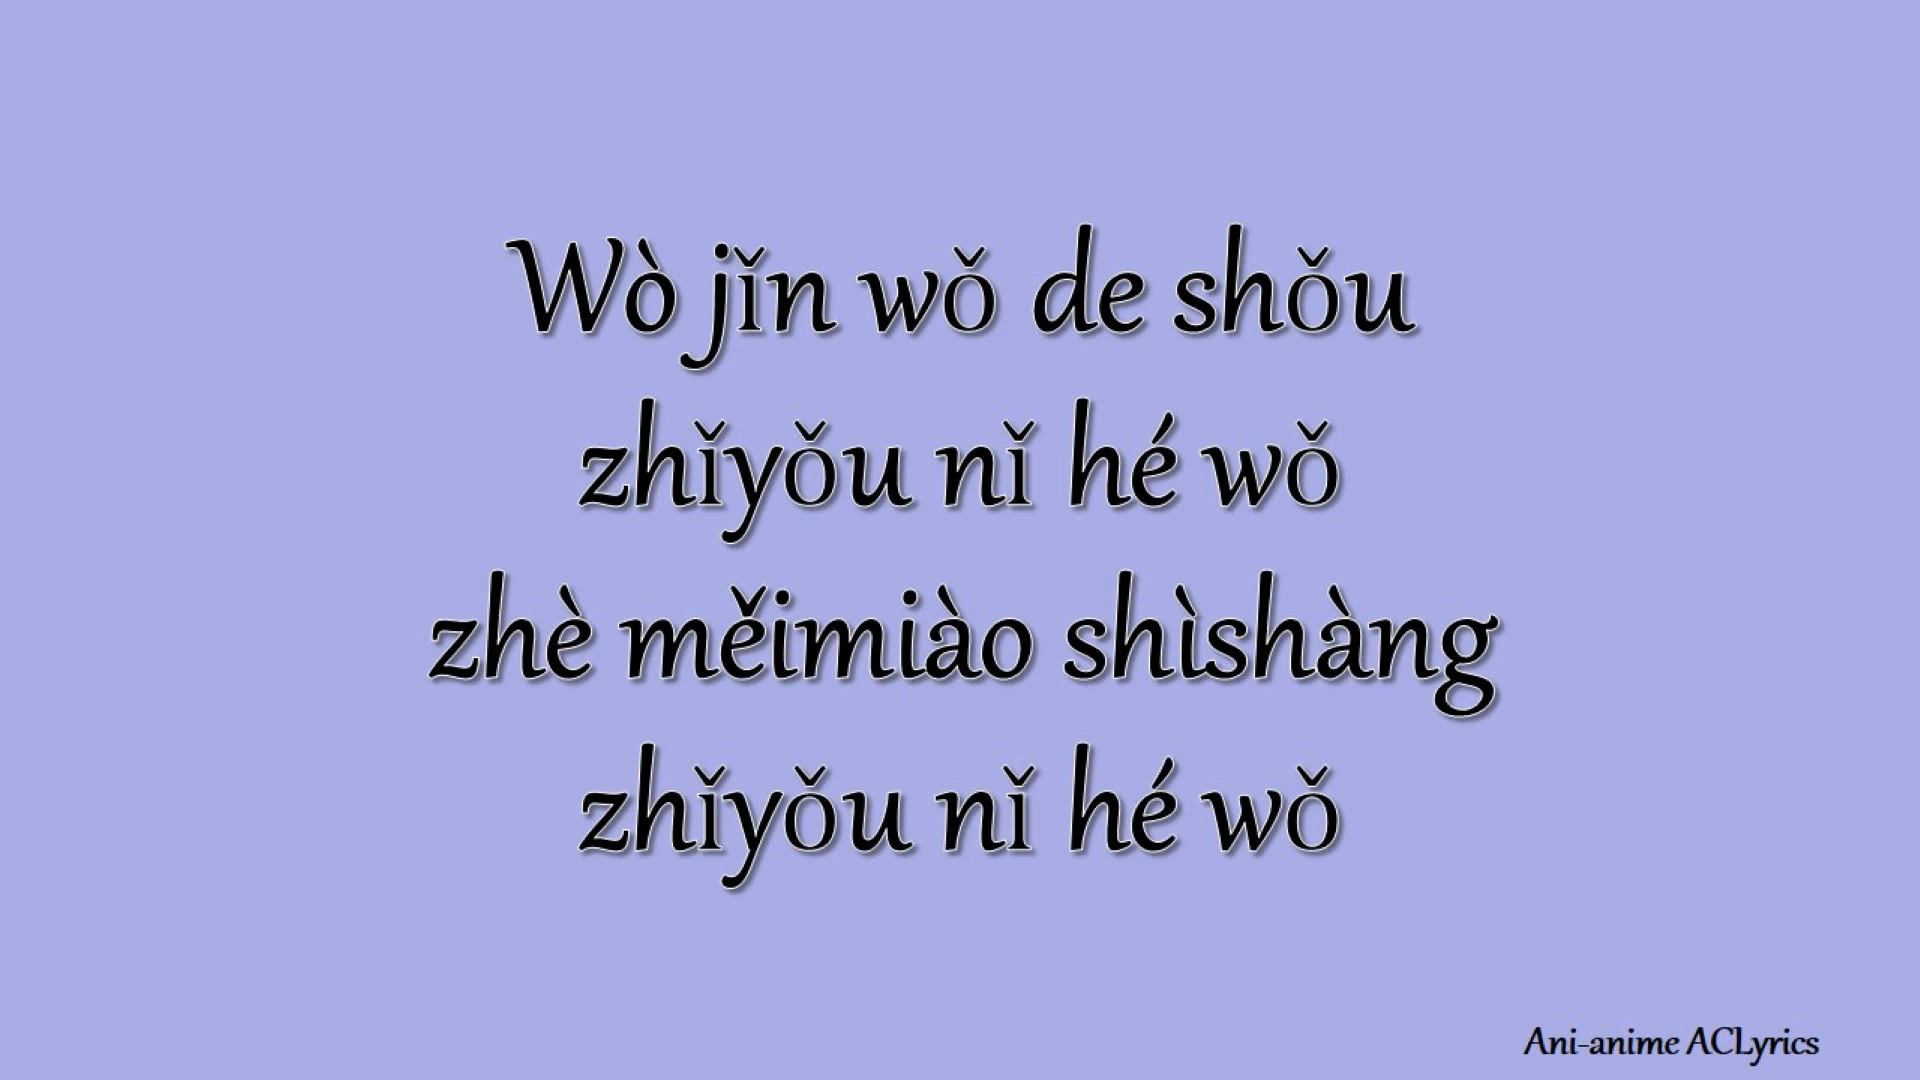 Wò jǐn wǒ de shǒu
zhǐyǒu nǐ hé wǒ
zhè měimiào shìshàng
zhǐyǒu nǐ hé wǒ
Ani-anime ACLyrics